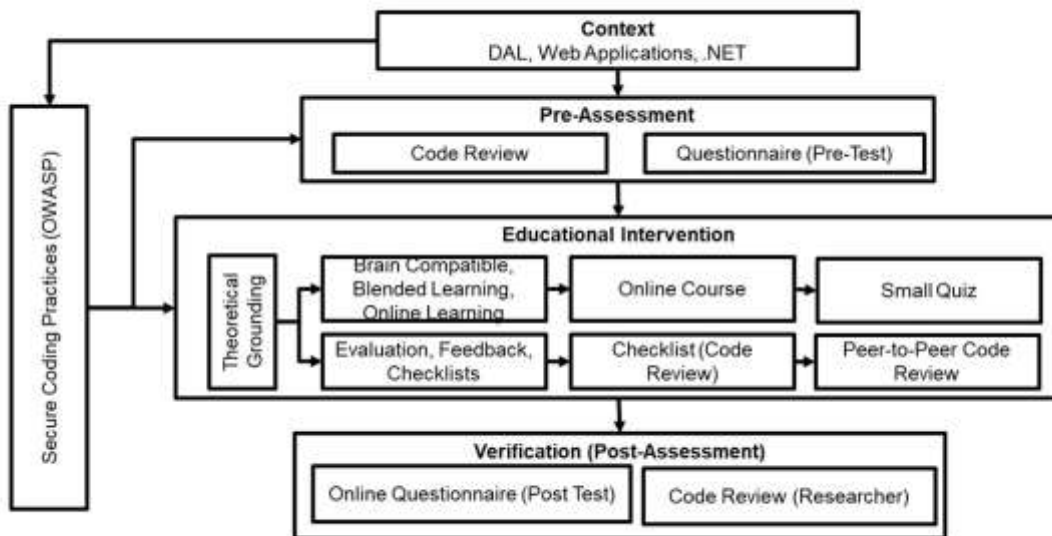 Context
DAL, Web Applications, .NET
Secure Coding Practices (OWASP)
Pre-Assessment
Code Review
Questionnaire (Pre-Test)
Educational Intervention
Theoretical
Grounding
Brain Compatible,
Blended Learning,
Online Learning
Online Course
Small Quiz
Evaluation, Feedback,
Checklists
Checklist (Code
Review)
Peer-to-Peer Code
Review
Verification (Post-Assessment)
Online Questionnaire (Post Test)
Code Review (Researcher)